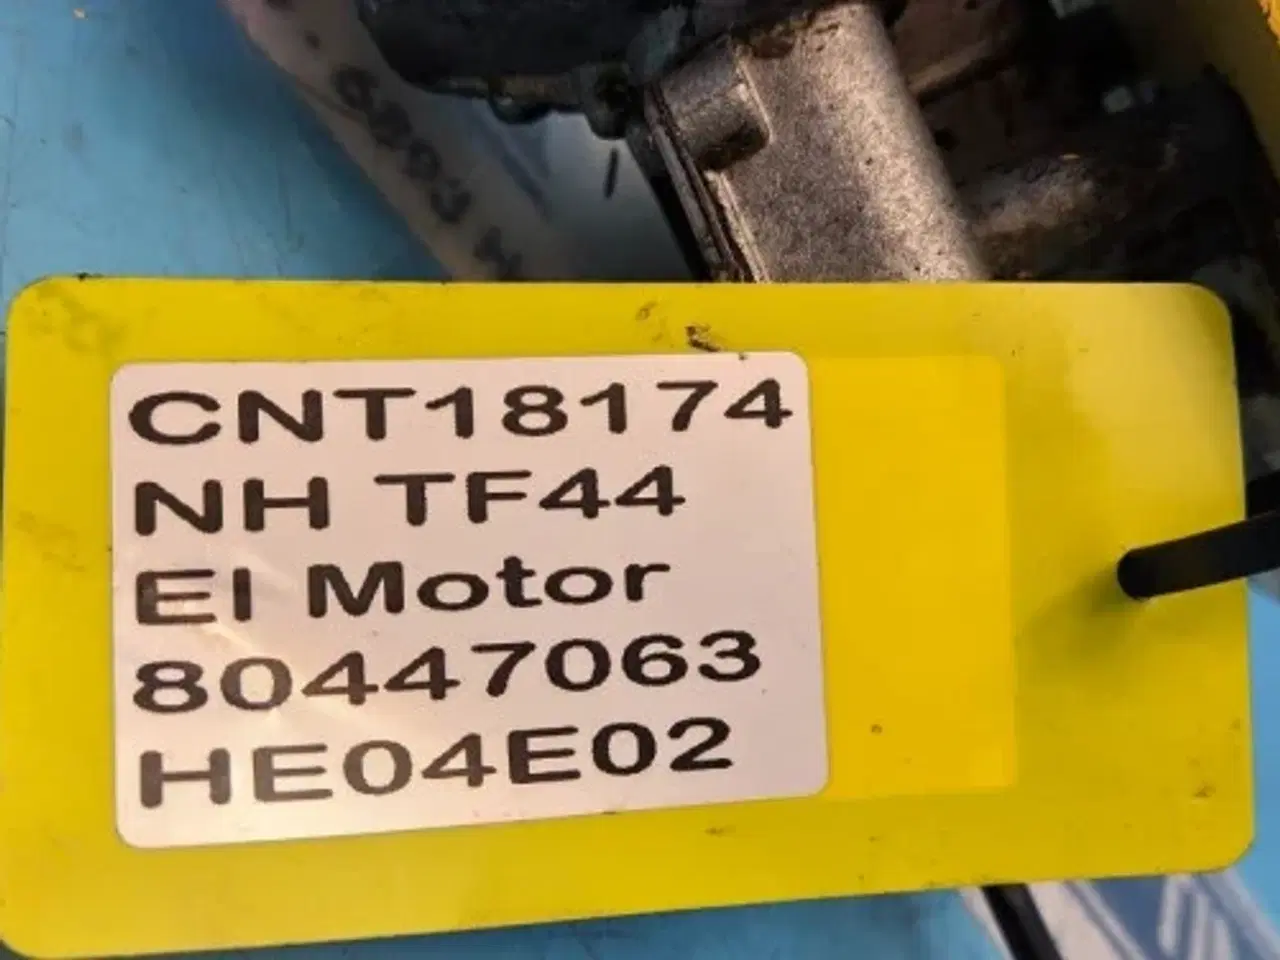 CNT18174
NH TF44
El Motor
80447063
HE04E02